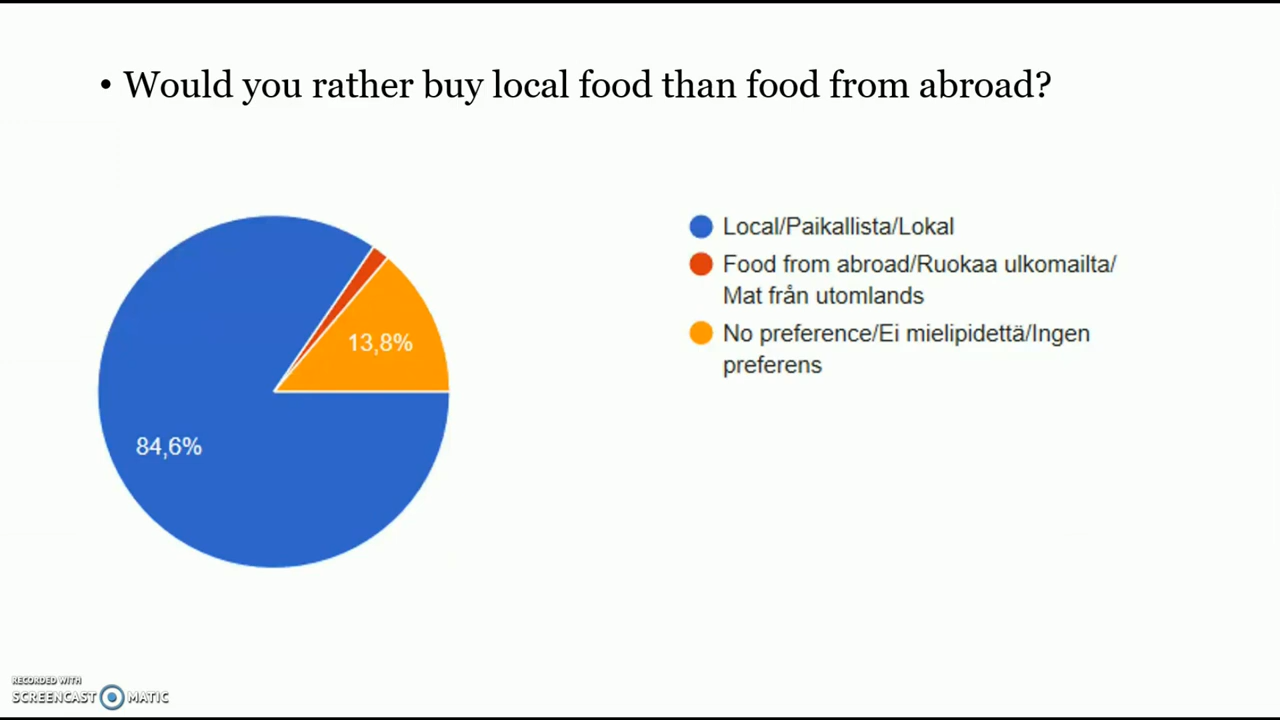 • Would you rather buy local food than food from abroad?
Local/Paikallista/Lokal
Food from abroad/Ruokaa ulkomailta/
Mat från utomlands
No preference/Ei mielipidettä/Ingen
preferens
13,8%
84,6%
RECORDED WITH
SCREENCAST MATIC